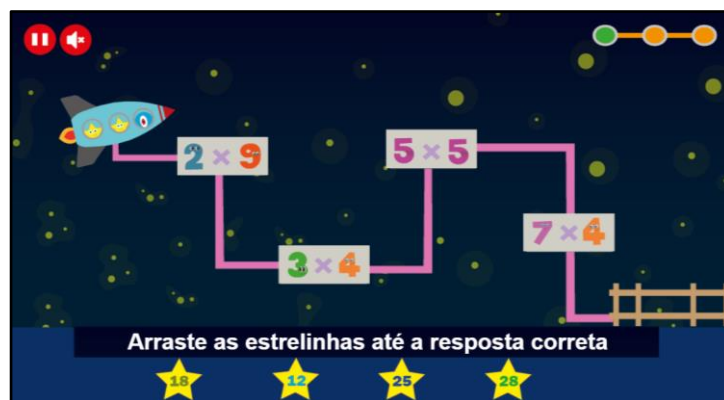 5 × 5
2 × 9
7 × 4
3 × 4
Arraste as estrelinhas até a resposta correta
18 12 25 28